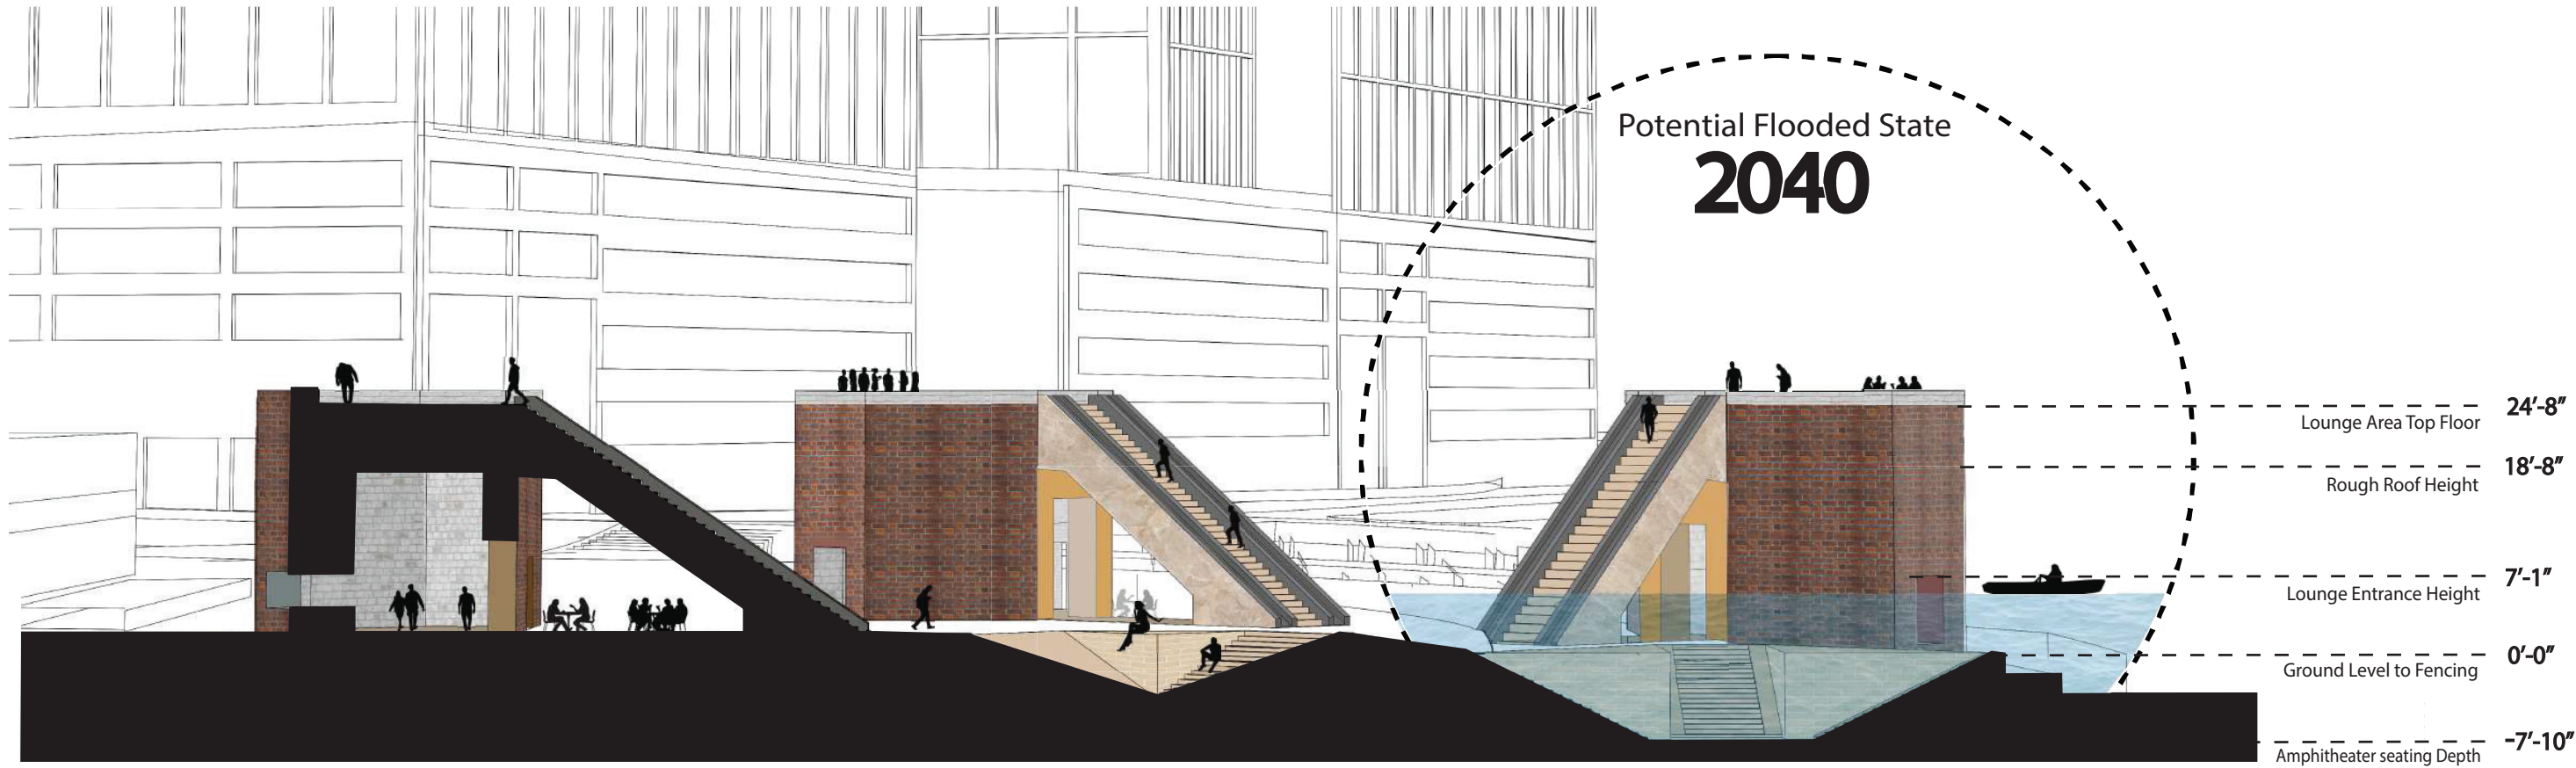 Potential Flooded State
2040
24'-8"
Lounge Area Top Floor
18'-8"
Rough Roof Height
7'-1"
Lounge Entrance Height
0'-0"
Ground Level to Fencing
-7'-10"
Amphitheater seating Depth